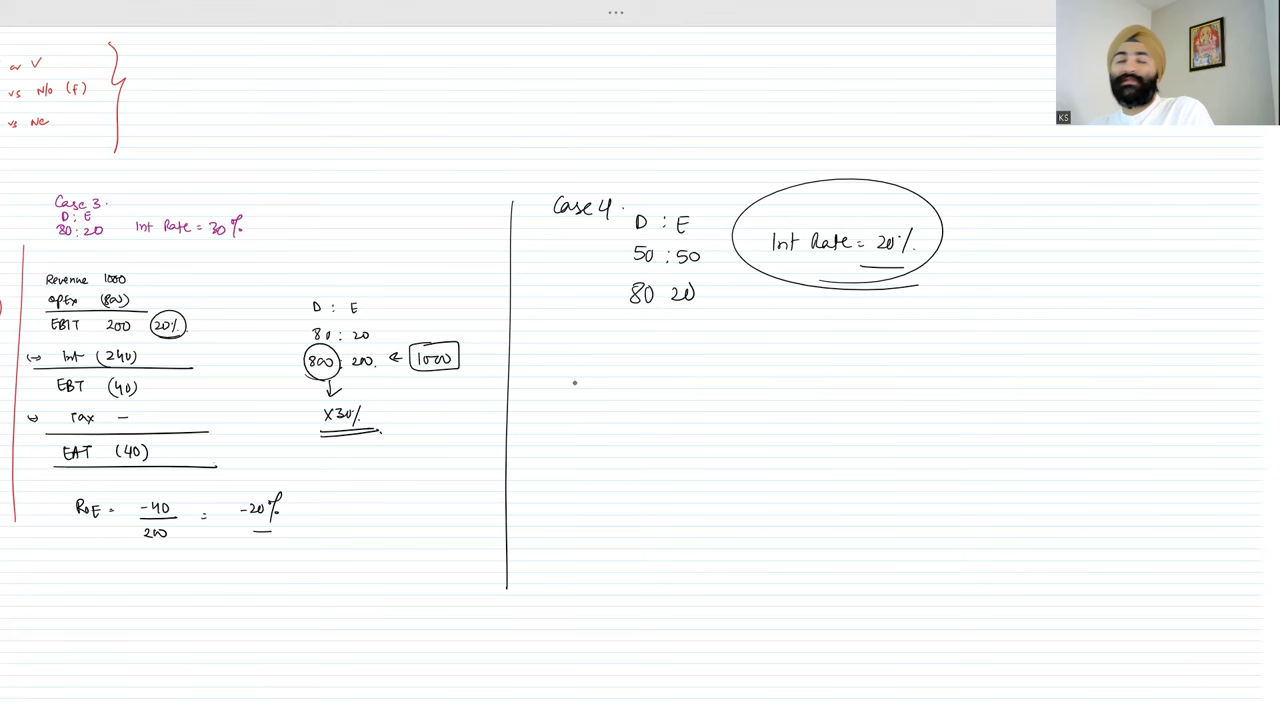 or V
vs N/o (f)
vs Ne
Case 3.
D : E
80 : 20 Int Rate = 30%
Revenue 1000
OpEx (800)
EBIT 200 20%
Int (240)
EBT (40)
Tax –
EAT (40)
D : E
80 : 20
800 : 200. ← 1000
X30%
ROE = -40/200 = -20%
Case 4.
D : E
50 : 50
80 20
Int Rate = 20%.
KS